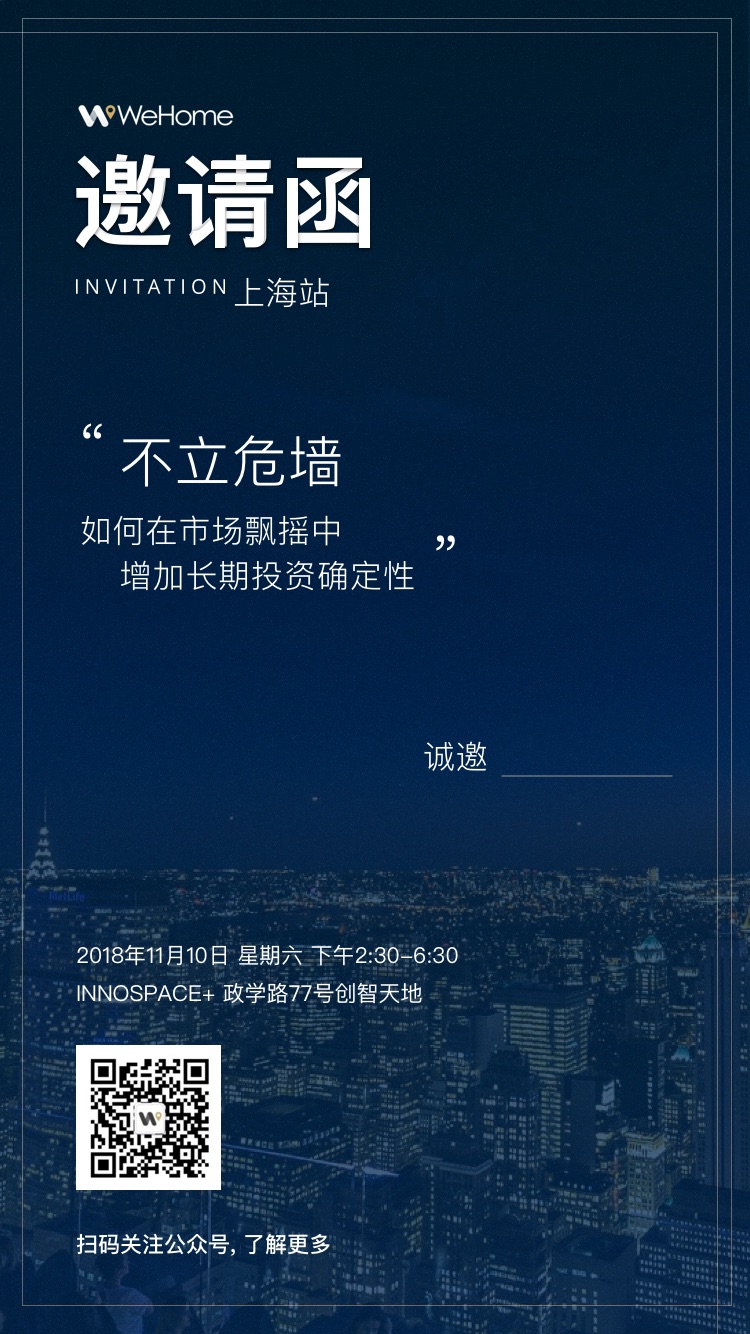 WeHome
邀请函
INVITATION 上海站
“ 不立危墙
如何在市场飘摇中
增加长期投资确定性 ”
诚邀
MetLife
2018年11月10日 星期六 下午2:30-6:30
INNOSPACE+ 政学路77号创智天地
扫码关注公众号, 了解更多